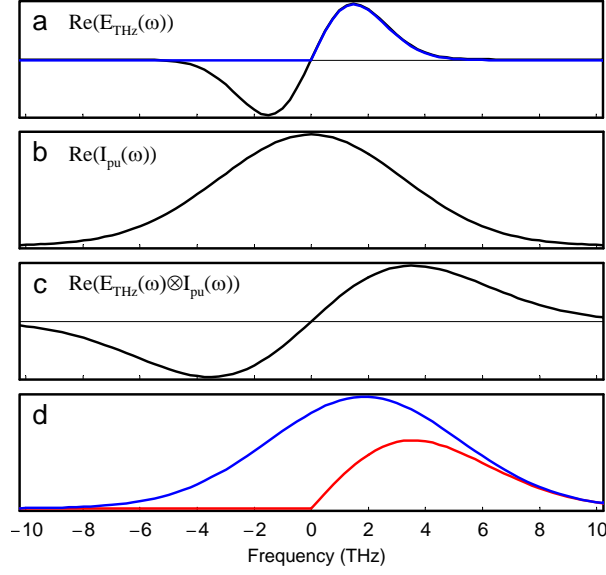 a Re(E_THz(ω))
b Re(I_pu(ω))
c Re(E_THz(ω)⊗I_pu(ω))
d
−10 −8 −6 −4 −2 0 2 4 6 8 10
Frequency (THz)